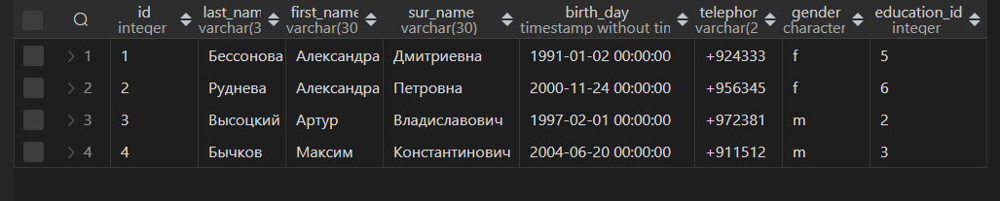 id last_nam first_name sur_name birth_day telephor gender education_id
integer varchar(3 varchar(30 varchar(30) timestamp without tin varchar(2 character integer
> 1 1 Бессонова Александра Дмитриевна 1991-01-02 00:00:00 +924333 f 5
> 2 2 Руднева Александра Петровна 2000-11-24 00:00:00 +956345 f 6
> 3 3 Высоцкий Артур Владиславович 1997-02-01 00:00:00 +972381 m 2
> 4 4 Бычков Максим Константинович 2004-06-20 00:00:00 +911512 m 3